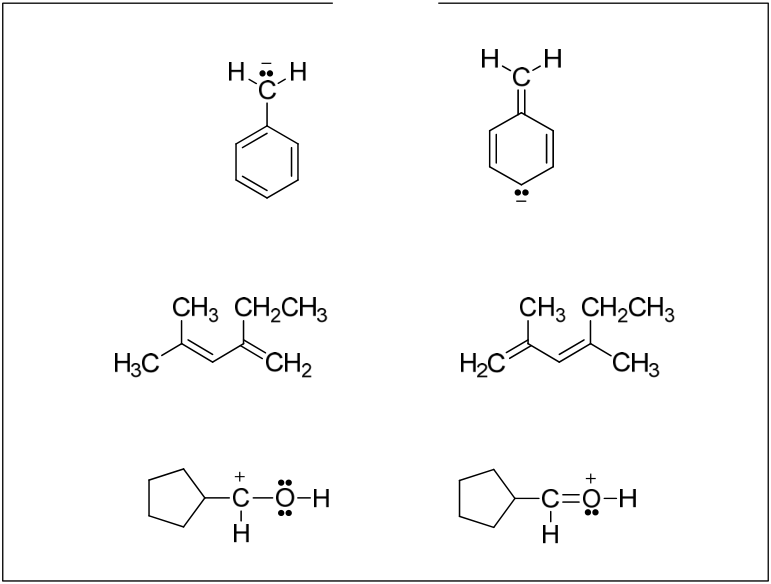 H − •• H H H
C C
•• −
CH₃ CH₂CH₃ CH₃ CH₂CH₃
H₃C CH₂ H₂C CH₃
+ •• +
C O H C O H
•• ••
H H